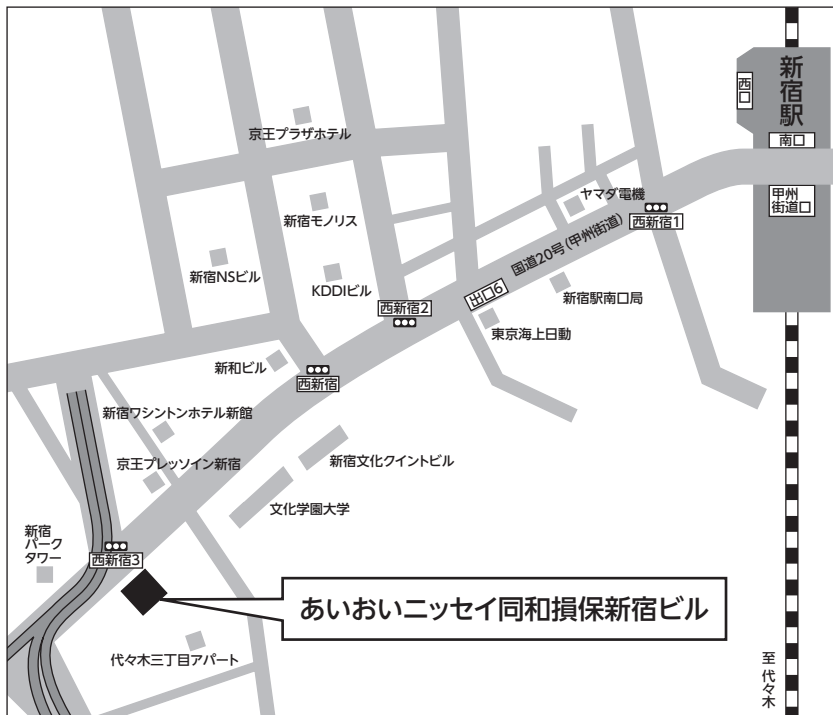 新宿駅
西口
南口
甲州
街道口
京王プラザホテル
ヤマダ電機
西新宿1
新宿モノリス
国道20号(甲州街道)
新宿NSビル
KDDIビル
出口6
新宿駅南口局
西新宿2
東京海上日動
新和ビル
西新宿
新宿ワシントンホテル新館
京王プレッソイン新宿
新宿文化クイントビル
文化学園大学
新宿
パーク
タワー
西新宿3
あいおいニッセイ同和損保新宿ビル
代々木三丁目アパート
至 代々木